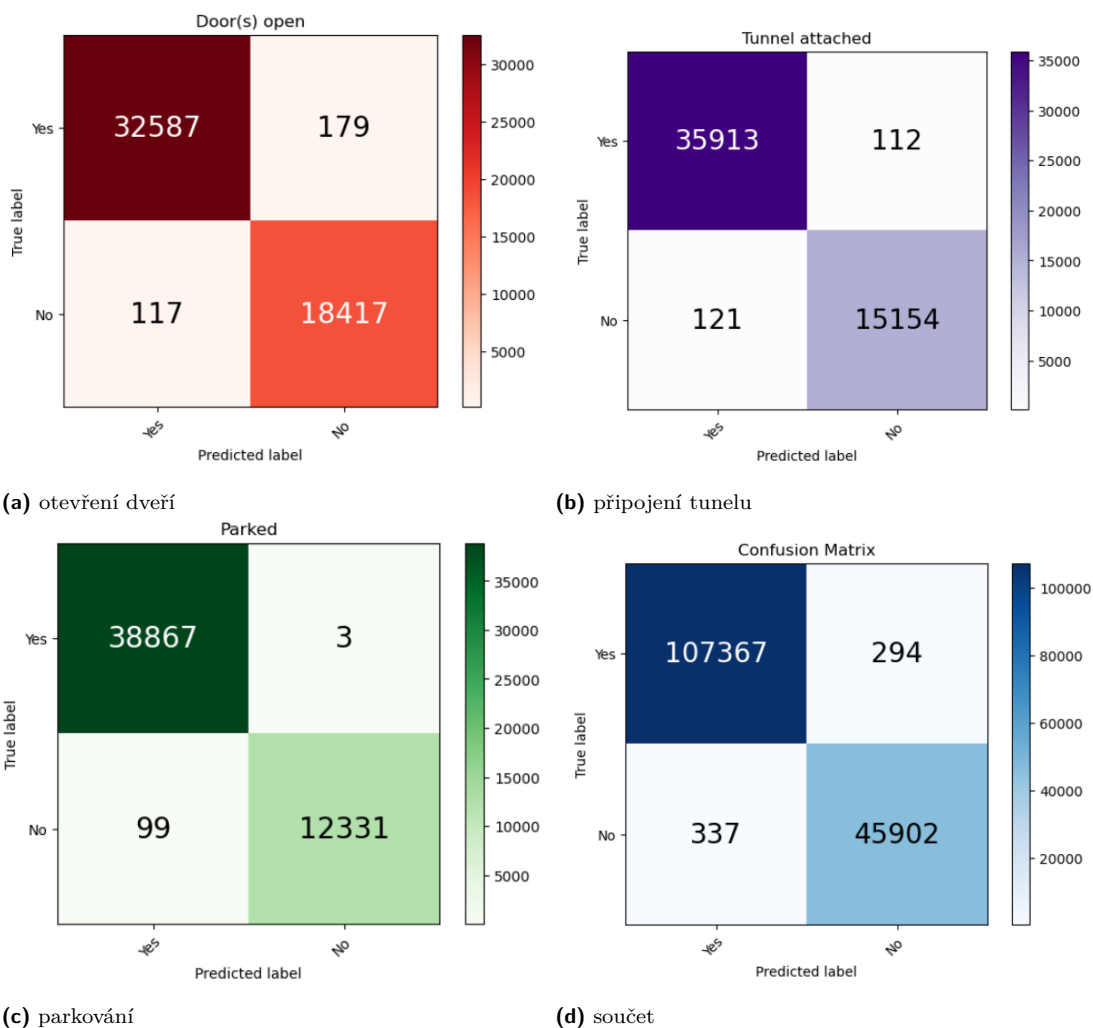 Door(s) open
True label
Yes
No
32587
179
117
18417
Yes
No
Predicted label
30000
25000
20000
15000
10000
5000
(a) otevření dveří
Tunnel attached
True label
Yes
No
35913
112
121
15154
Yes
No
Predicted label
35000
30000
25000
20000
15000
10000
5000
(b) připojení tunelu
Parked
True label
Yes
No
38867
3
99
12331
Yes
No
Predicted label
35000
30000
25000
20000
15000
10000
5000
(c) parkování
Confusion Matrix
True label
Yes
No
107367
294
337
45902
Yes
No
Predicted label
100000
80000
60000
40000
20000
(d) součet